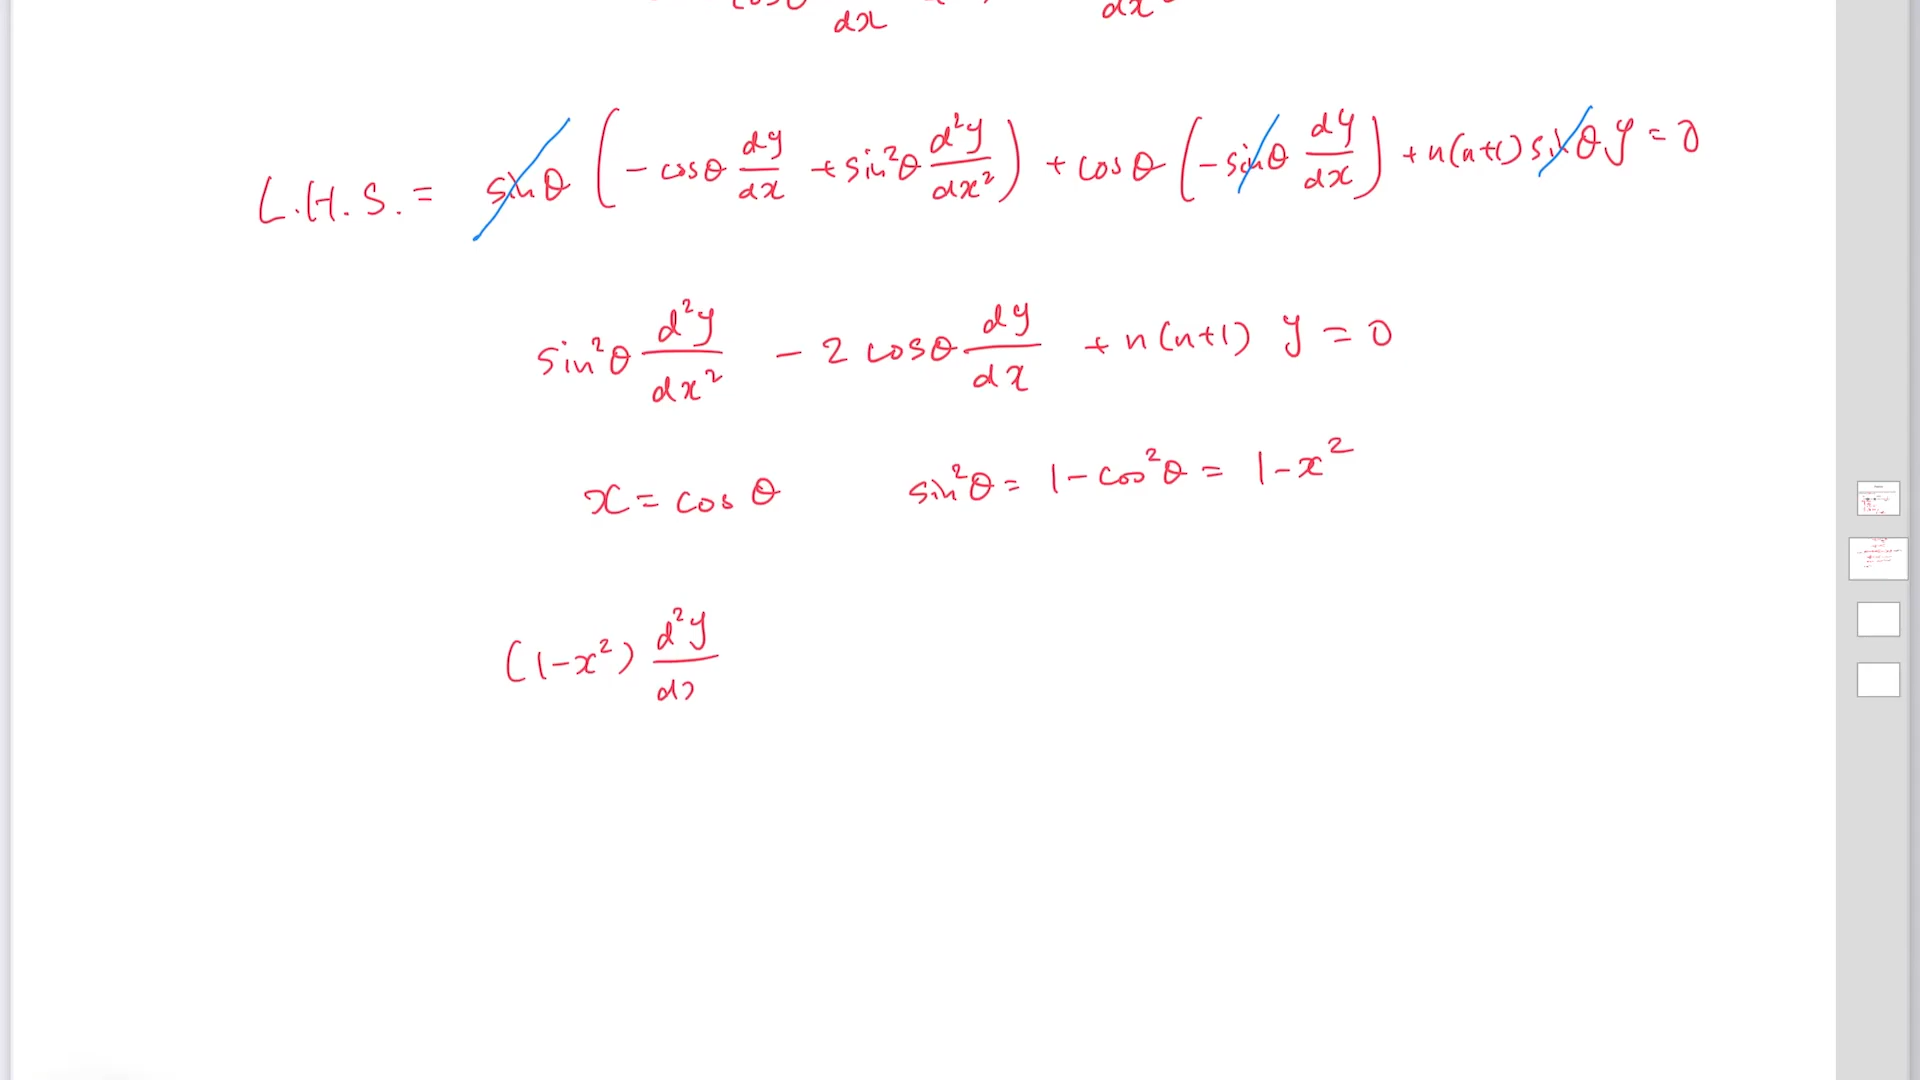 dx dx
L.H.S. = sinθ (-cosθ dy/dx + sin²θ d²y/dx²) + cosθ (-sinθ dy/dx) + n(n+1) sinθ y = 0
sin²θ d²y/dx² - 2 cosθ dy/dx + n(n+1) y = 0
x = cos θ sin²θ = 1-cos²θ = 1-x²
(1-x²) d²y/d